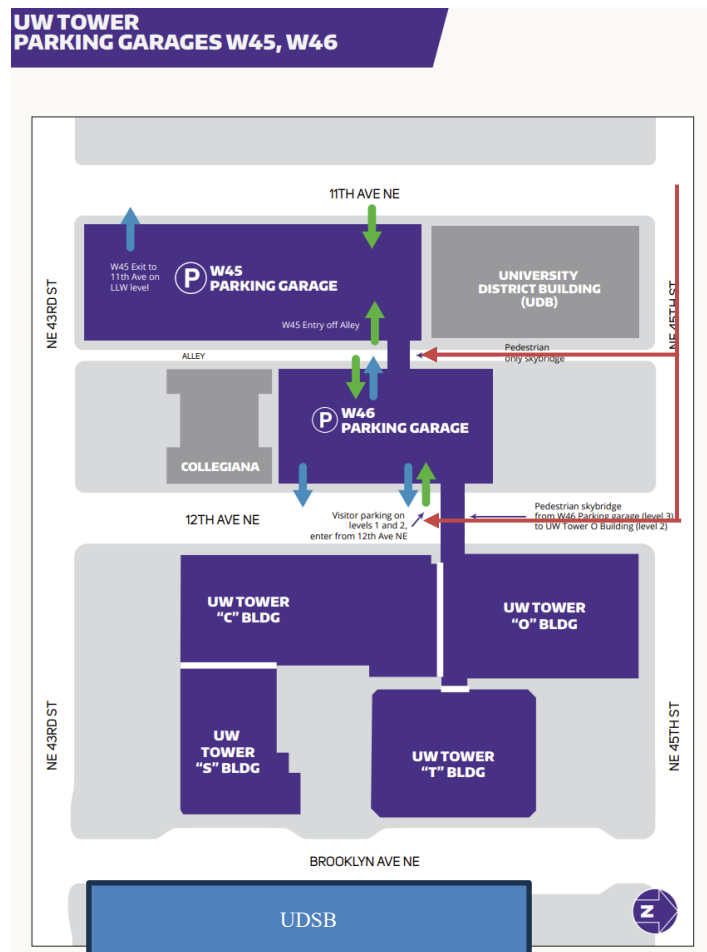 UW TOWER
PARKING GARAGES W45, W46
11TH AVE NE
W45 Exit to
11th Ave on
LLW level
P
W45
PARKING GARAGE
UNIVERSITY
DISTRICT BUILDING
(UDB)
NE 43RD ST
NE 45TH ST
W45 Entry off Alley
ALLEY
Pedestrian
only skybridge
P
W46
PARKING GARAGE
COLLEGIANA
12TH AVE NE
Visitor parking on
levels 1 and 2,
enter from 12th Ave NE
Pedestrian skybridge
from W46 Parking garage (level 3)
to UW Tower O Building (level 2)
UW TOWER
“C” BLDG
UW TOWER
“O” BLDG
NE 43RD ST
NE 45TH ST
UW
TOWER
“S” BLDG
UW TOWER
“T” BLDG
BROOKLYN AVE NE
UDSB
N